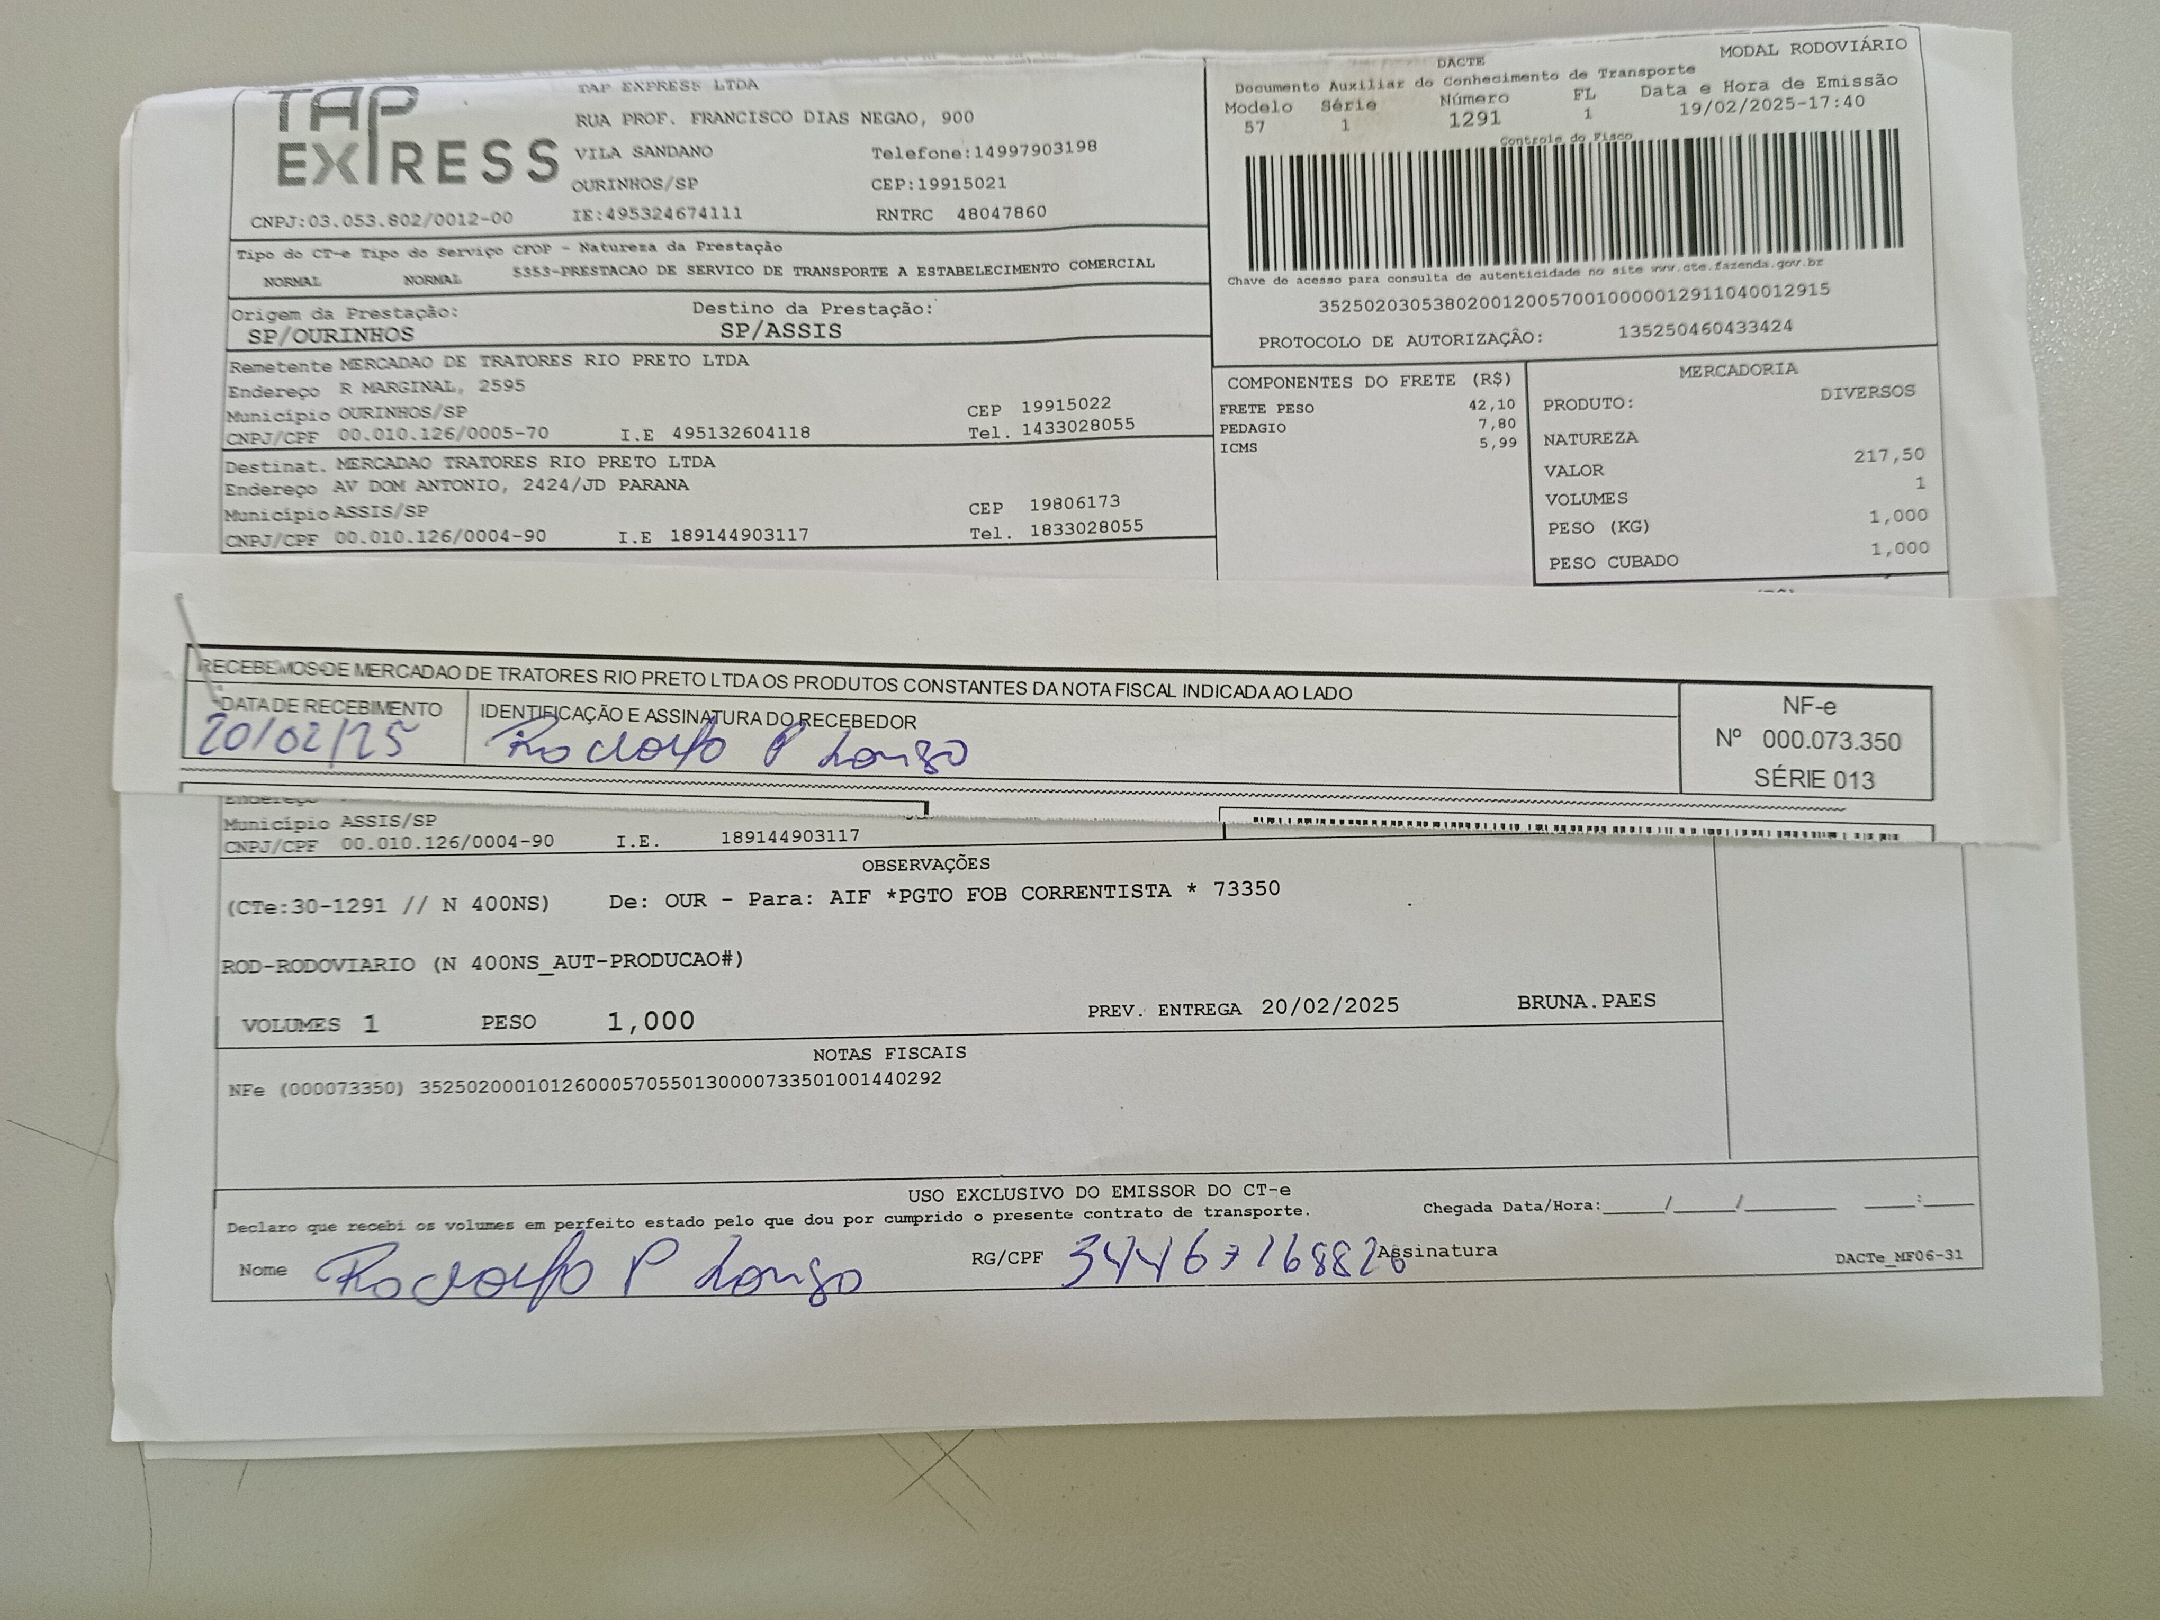 TAP EXPRESS
TAP EXPRESS LTDA
RUA PROF. FRANCISCO DIAS NEGAO, 900
VILA SANDANO Telefone:14997903198
OURINHOS/SP CEP:19915021
CNPJ:03.053.802/0012-00 IE:495324674111 RNTRC 48047860
Tipo do CT-e Tipo do Serviço CFOP - Natureza da Prestação
NORMAL NORMAL 5353-PRESTACAO DE SERVICO DE TRANSPORTE A ESTABELECIMENTO COMERCIAL
Origem da Prestação: Destino da Prestação:
SP/OURINHOS SP/ASSIS
Remetente MERCADAO DE TRATORES RIO PRETO LTDA
Endereço R MARGINAL, 2595
Município OURINHOS/SP CEP 19915022
CNPJ/CPF 00.010.126/0005-70 I.E 495132604118 Tel. 1433028055
Destinat. MERCADAO TRATORES RIO PRETO LTDA
Endereço AV DOM ANTONIO, 2424/JD PARANA
Município ASSIS/SP CEP 19806173
CNPJ/CPF 00.010.126/0004-90 I.E 189144903117 Tel. 1833028055
DACTE MODAL RODOVIÁRIO
Documento Auxiliar do Conhecimento de Transporte
Modelo Série Número FL Data e Hora de Emissão
57 1 1291 1 19/02/2025-17:40
Controle do Fisco
Chave de acesso para consulta de autenticidade no site www.cte.fazenda.gov.br
35250203053802001200570010000012911040012915
PROTOCOLO DE AUTORIZAÇÃO: 135250460433424
COMPONENTES DO FRETE (R$)
FRETE PESO 42,10
PEDAGIO 7,80
ICMS 5,99
MERCADORIA
PRODUTO: DIVERSOS
NATUREZA
VALOR 217,50
VOLUMES 1
PESO (KG) 1,000
PESO CUBADO 1,000
RECEBEMOS DE MERCADAO DE TRATORES RIO PRETO LTDA OS PRODUTOS CONSTANTES DA NOTA FISCAL INDICADA AO LADO
DATA DE RECEBIMENTO IDENTIFICAÇÃO E ASSINATURA DO RECEBEDOR
20/02/25 Rodolfo P Longo
NF-e
Nº 000.073.350
SÉRIE 013
Endereço
Município ASSIS/SP
CNPJ/CPF 00.010.126/0004-90 I.E. 189144903117
OBSERVAÇÕES
(CTe:30-1291 // N 400NS) De: OUR - Para: AIF *PGTO FOB CORRENTISTA * 73350
ROD-RODOVIARIO (N 400NS_AUT-PRODUCAO#)
VOLUMES 1 PESO 1,000 PREV. ENTREGA 20/02/2025 BRUNA.PAES
NOTAS FISCAIS
NFe (000073350) 35250200010126000570550130000733501001440292
USO EXCLUSIVO DO EMISSOR DO CT-e
Declaro que recebi os volumes em perfeito estado pelo que dou por cumprido o presente contrato de transporte. Chegada Data/Hora:____/____/______ ____:____
Nome Rodolfo P Longo RG/CPF 34467168826 Assinatura DACTe_MF06-31